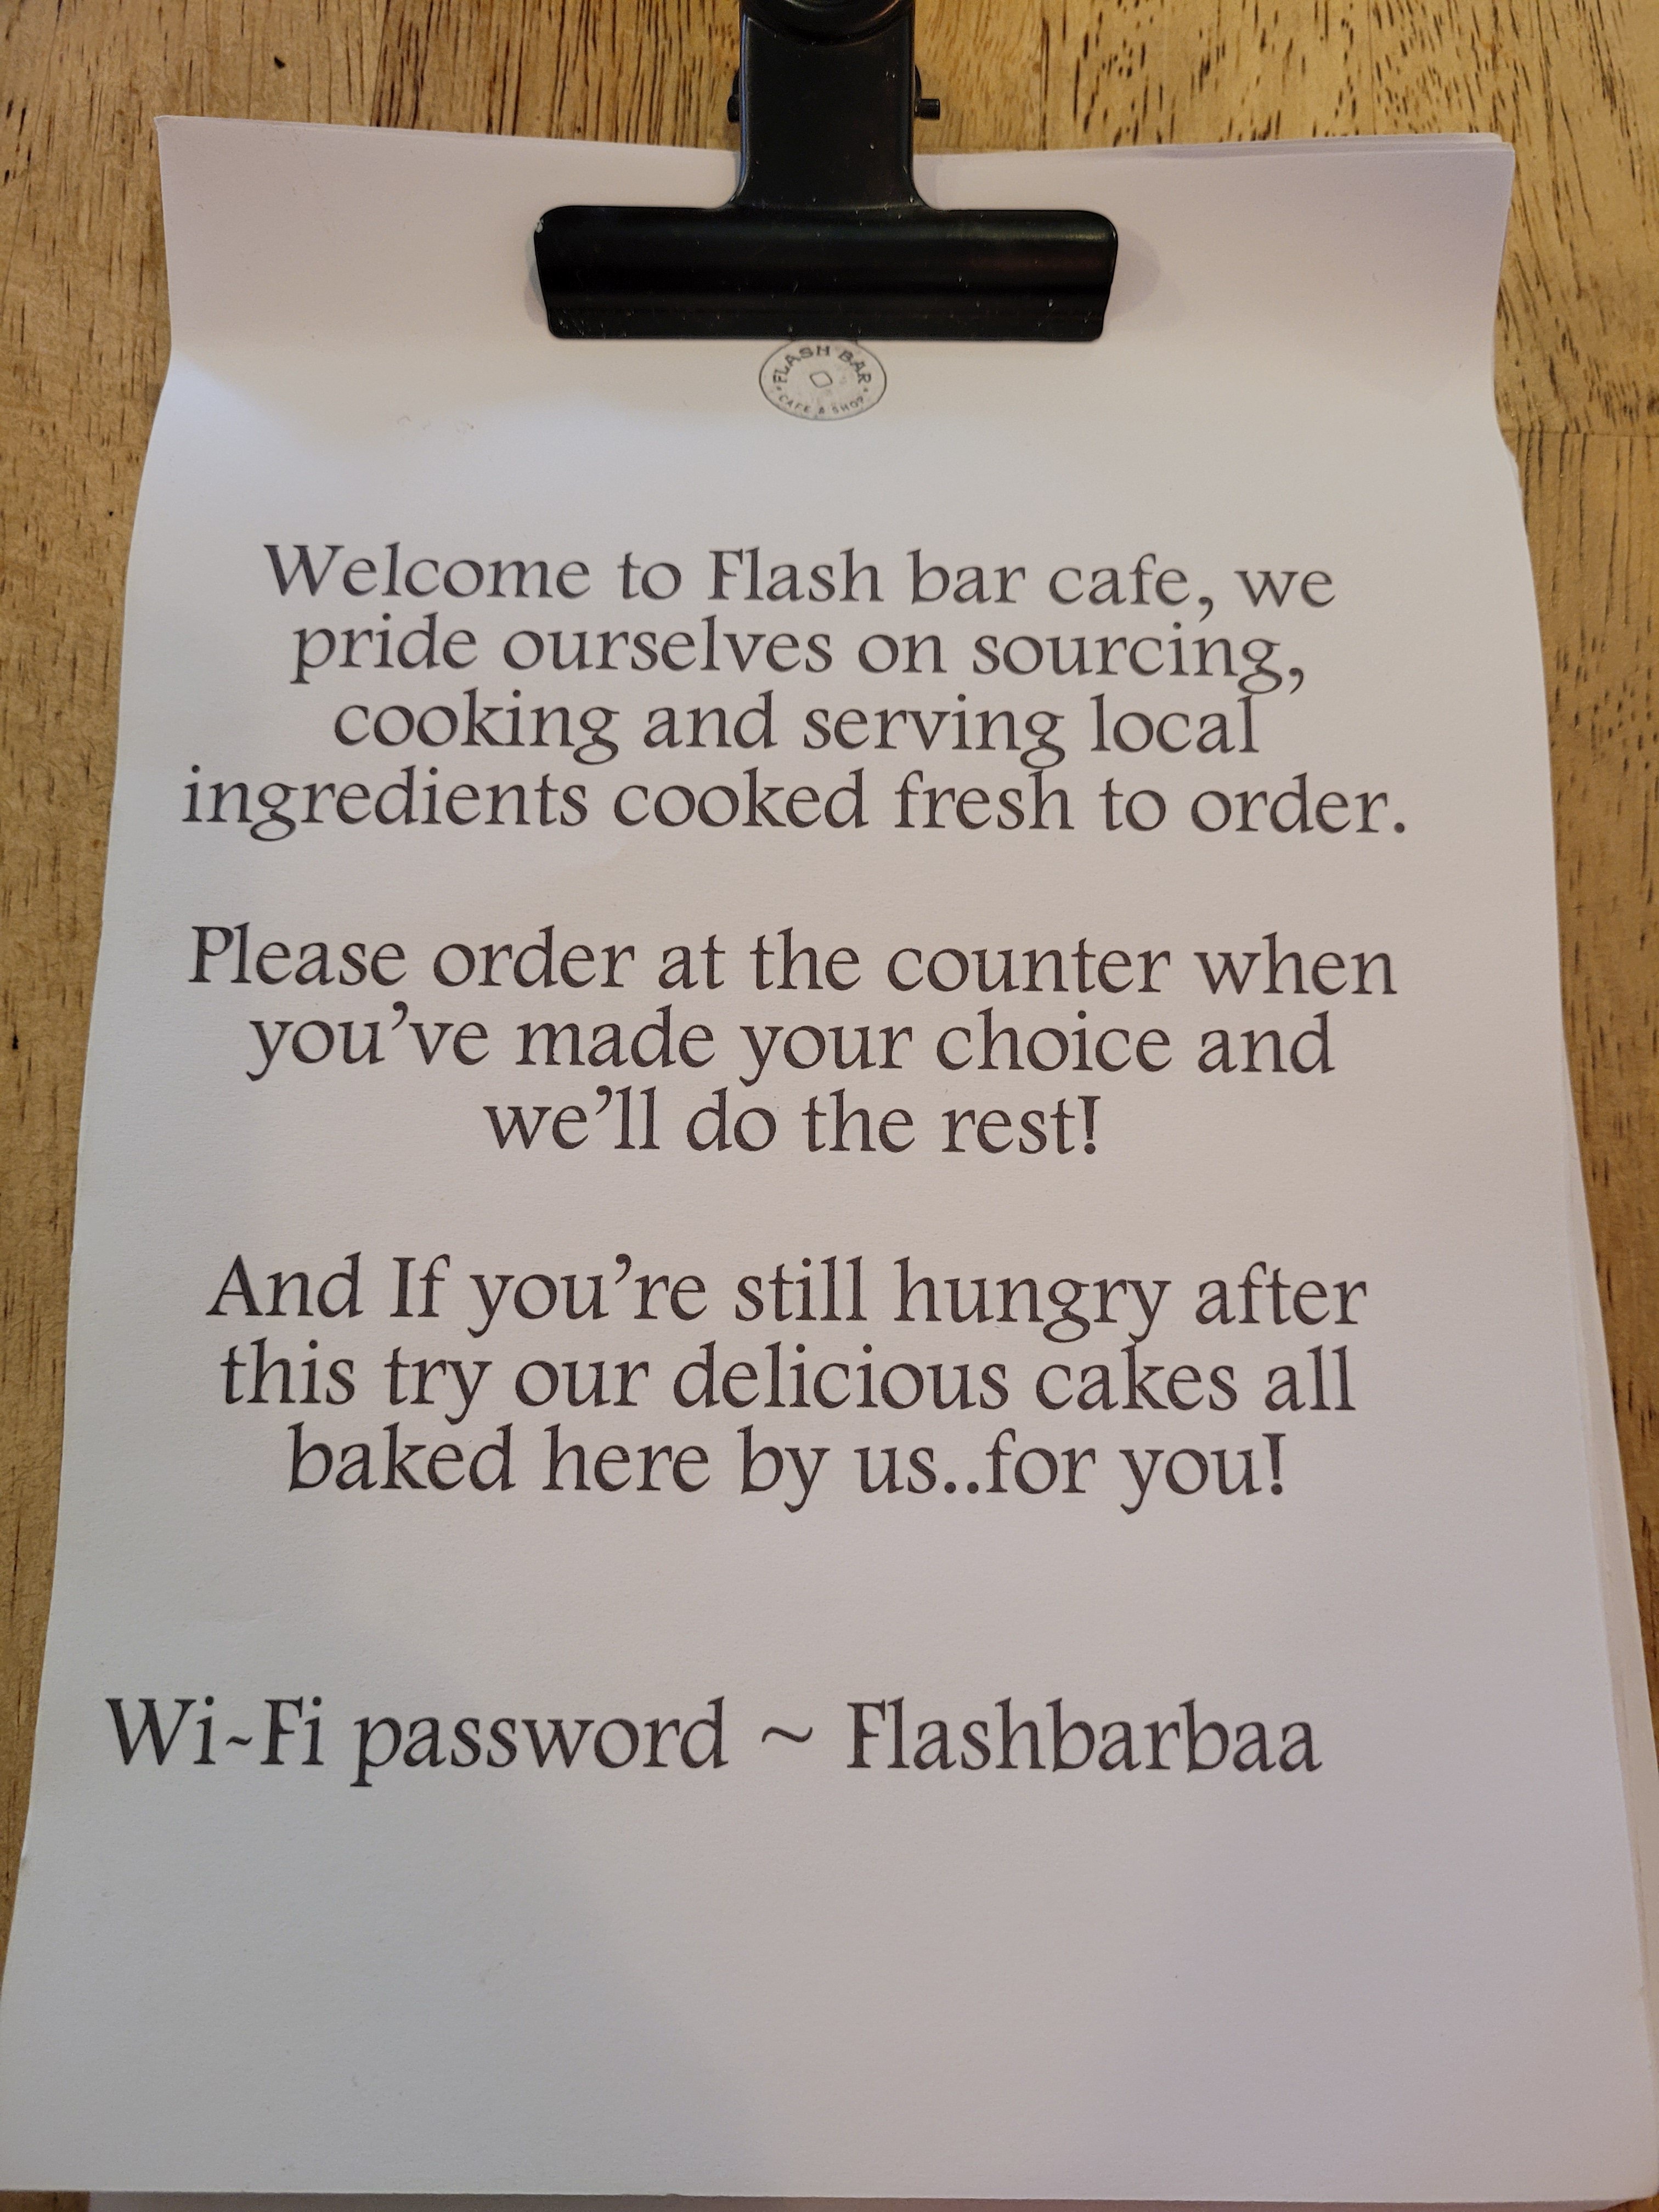 FLASH BAR
CAFE & SHOP
Welcome to Flash bar cafe, we
pride ourselves on sourcing,
cooking and serving local
ingredients cooked fresh to order.
Please order at the counter when
you’ve made your choice and
we’ll do the rest!
And If you’re still hungry after
this try our delicious cakes all
baked here by us..for you!
Wi-Fi password ~ Flashbarbaa